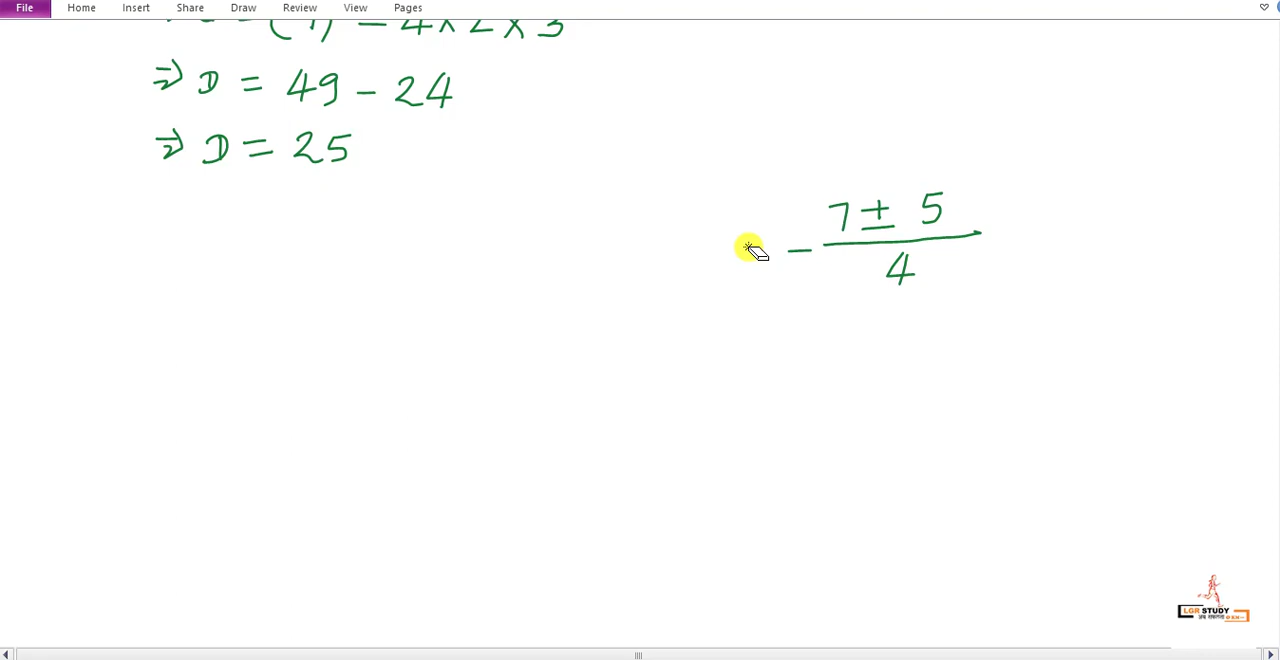 File Home Insert Share Draw Review View Pages
⇒ D = 49 - 24
⇒ D = 25
- 7 ± 5
4
LGR STUDY